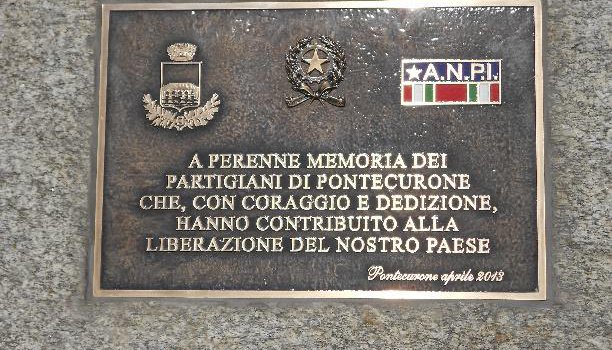 ★A.N.P.I.
A PERENNE MEMORIA DEI
PARTIGIANI DI PONTECURONE
CHE, CON CORAGGIO E DEDIZIONE,
HANNO CONTRIBUITO ALLA
LIBERAZIONE DEL NOSTRO PAESE
Pontecurone aprile 2013